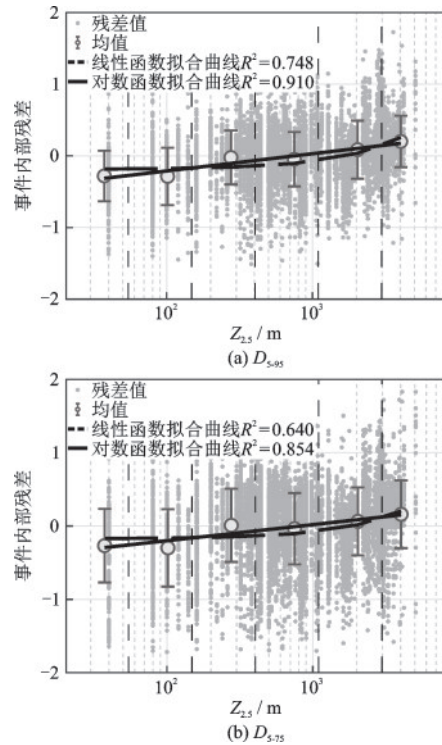 2
残差值
均值
线性函数拟合曲线R²=0.748
1
对数函数拟合曲线R²=0.910
事件内部残差
0
−1
−2
10² 10³
Z2.5 / m
(a) D5-95
2
残差值
均值
线性函数拟合曲线R²=0.640
1
对数函数拟合曲线R²=0.854
事件内部残差
0
−1
−2
10² 10³
Z2.5 / m
(b) D5-75